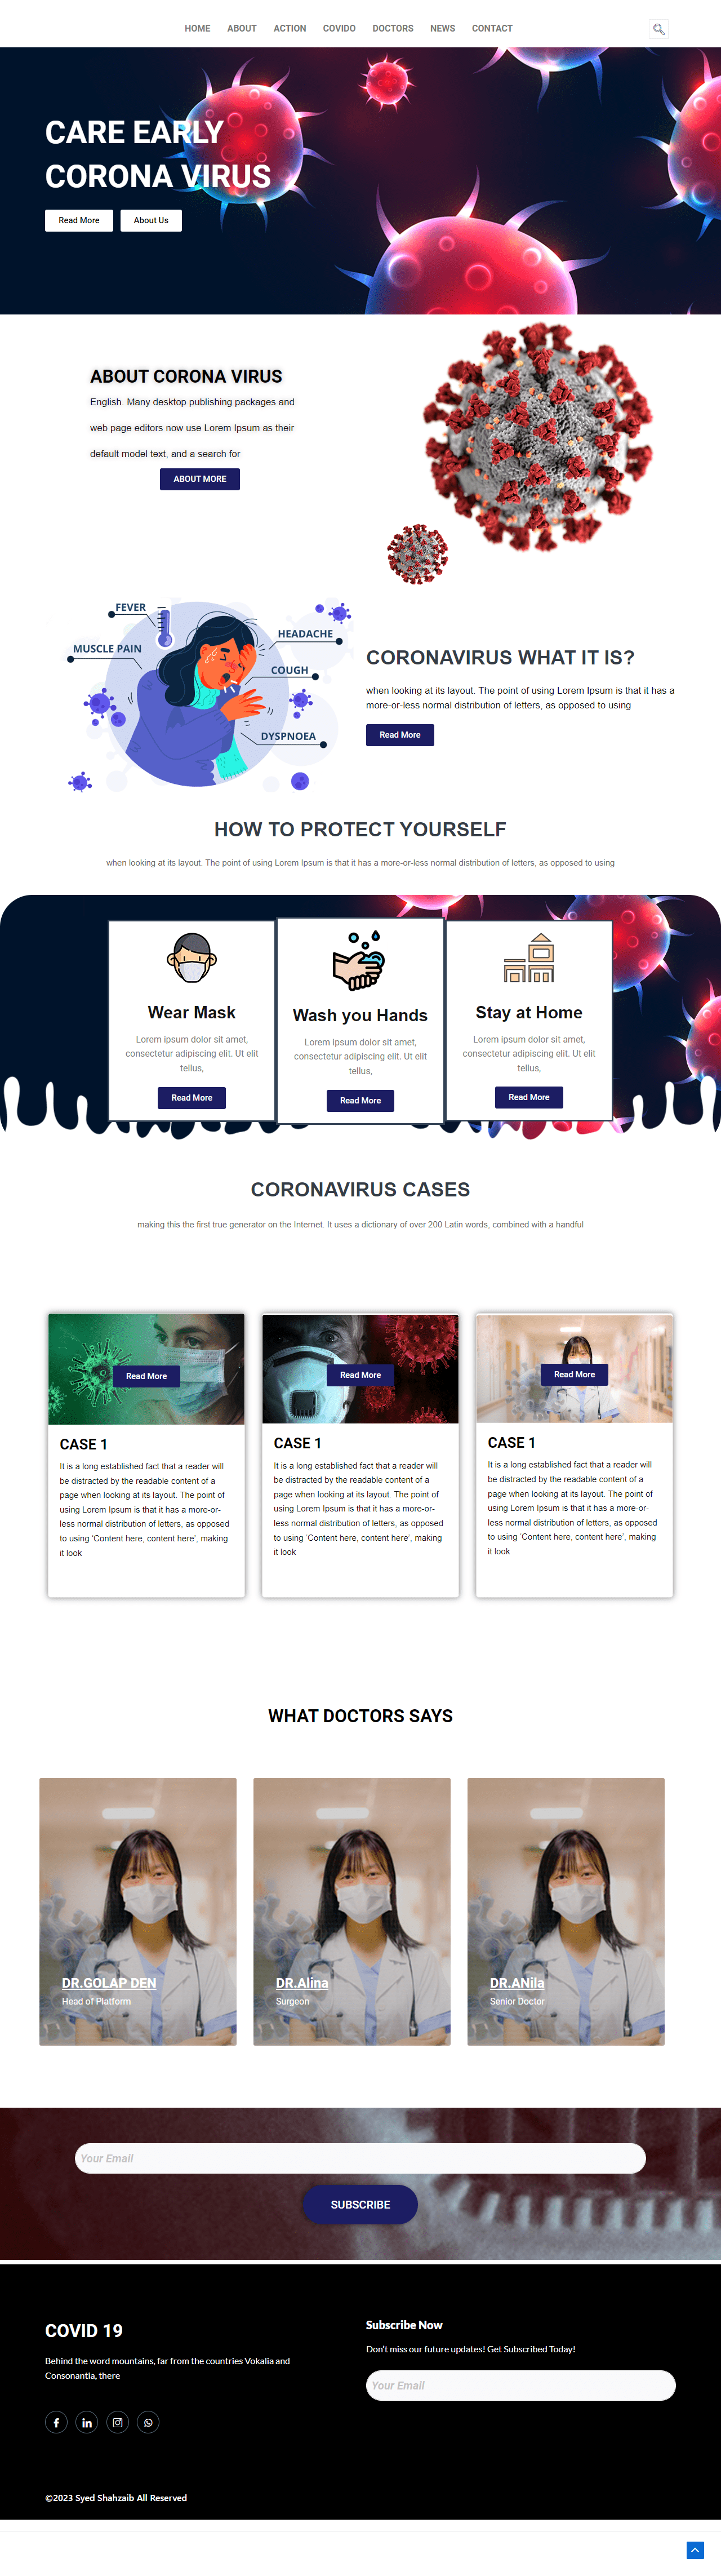 HOME ABOUT ACTION COVIDO DOCTORS NEWS CONTACT
CARE EARLY
CORONA VIRUS
Read More About Us
ABOUT CORONA VIRUS
English. Many desktop publishing packages and
web page editors now use Lorem Ipsum as their
default model text, and a search for
ABOUT MORE
FEVER
HEADACHE
MUSCLE PAIN
COUGH
DYSPNOEA
CORONAVIRUS WHAT IT IS?
when looking at its layout. The point of using Lorem Ipsum is that it has a
more-or-less normal distribution of letters, as opposed to using
Read More
HOW TO PROTECT YOURSELF
when looking at its layout. The point of using Lorem Ipsum is that it has a more-or-less normal distribution of letters, as opposed to using
Wear Mask
Lorem ipsum dolor sit amet,
consectetur adipiscing elit. Ut elit
tellus,
Read More
Wash you Hands
Lorem ipsum dolor sit amet,
consectetur adipiscing elit. Ut elit
tellus,
Read More
Stay at Home
Lorem ipsum dolor sit amet,
consectetur adipiscing elit. Ut elit
tellus,
Read More
CORONAVIRUS CASES
making this the first true generator on the Internet. It uses a dictionary of over 200 Latin words, combined with a handful
Read More
CASE 1
It is a long established fact that a reader will
be distracted by the readable content of a
page when looking at its layout. The point of
using Lorem Ipsum is that it has a more-or-
less normal distribution of letters, as opposed
to using ‘Content here, content here’, making
it look
Read More
CASE 1
It is a long established fact that a reader will
be distracted by the readable content of a
page when looking at its layout. The point of
using Lorem Ipsum is that it has a more-or-
less normal distribution of letters, as opposed
to using ‘Content here, content here’, making
it look
Read More
CASE 1
It is a long established fact that a reader will
be distracted by the readable content of a
page when looking at its layout. The point of
using Lorem Ipsum is that it has a more-or-
less normal distribution of letters, as opposed
to using ‘Content here, content here’, making
it look
WHAT DOCTORS SAYS
DR.GOLAP DEN
Head of Platform
DR.Alina
Surgeon
DR.ANila
Senior Doctor
Your Email
SUBSCRIBE
COVID 19
Behind the word mountains, far from the countries Vokalia and
Consonantia, there
Subscribe Now
Don't miss our future updates! Get Subscribed Today!
Your Email
©2023 Syed Shahzaib All Reserved